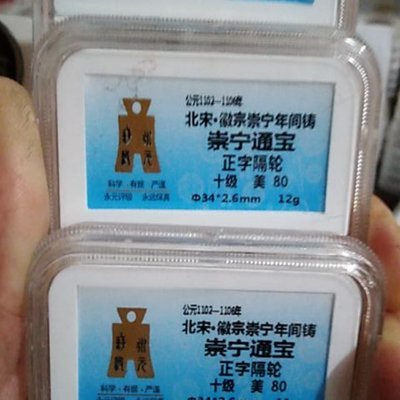 公元1102—1106年
北宋·徽宗崇宁年间铸
崇宁通宝
正字隔轮
十级 美 80
Φ34*2.6mm 12g
科学·有据·严谨
永元评级 永远保真
公元1102—1106年
北宋·徽宗崇宁年间铸
崇宁通宝
正字隔轮
十级 美 80
科学·有据·严谨